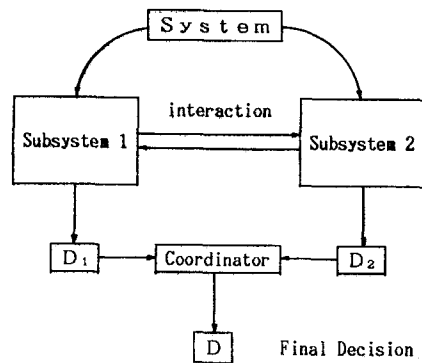 System
interaction
Subsystem 1
Subsystem 2
D₁
Coordinator
D₂
D
Final Decision